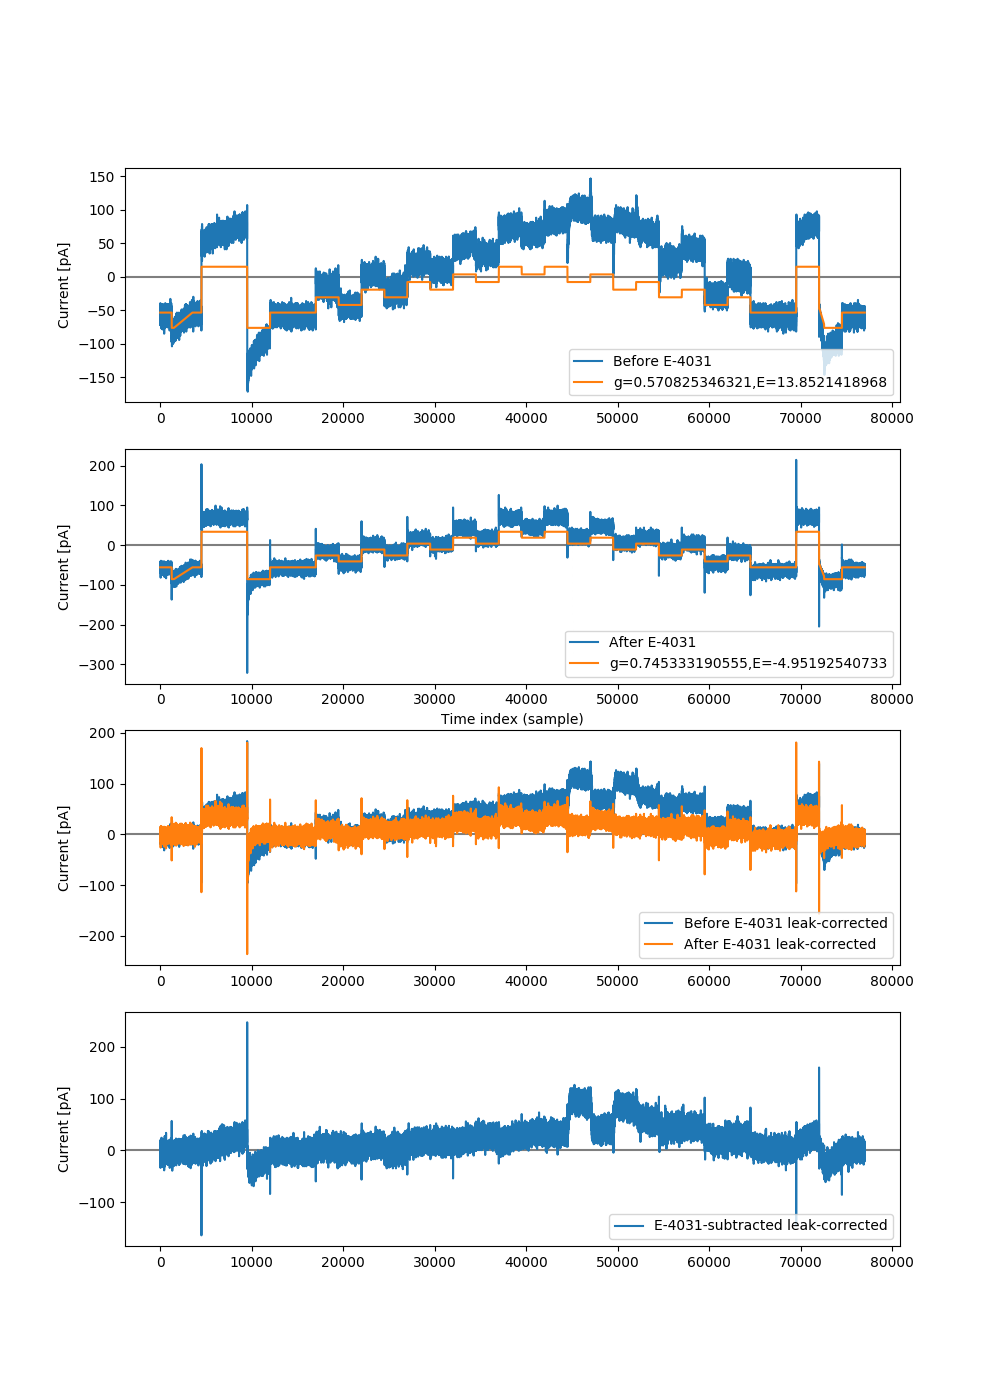 150
100
50
0
−50
−100
−150
Current [pA]
Before E-4031
g=0.570825346321,E=13.8521418968
0 10000 20000 30000 40000 50000 60000 70000 80000
200
100
0
−100
−200
−300
Current [pA]
After E-4031
g=0.745333190555,E=-4.95192540733
0 10000 20000 30000 40000 50000 60000 70000 80000
Time index (sample)
200
100
0
−100
−200
Current [pA]
Before E-4031 leak-corrected
After E-4031 leak-corrected
0 10000 20000 30000 40000 50000 60000 70000 80000
200
100
0
−100
Current [pA]
E-4031-subtracted leak-corrected
0 10000 20000 30000 40000 50000 60000 70000 80000